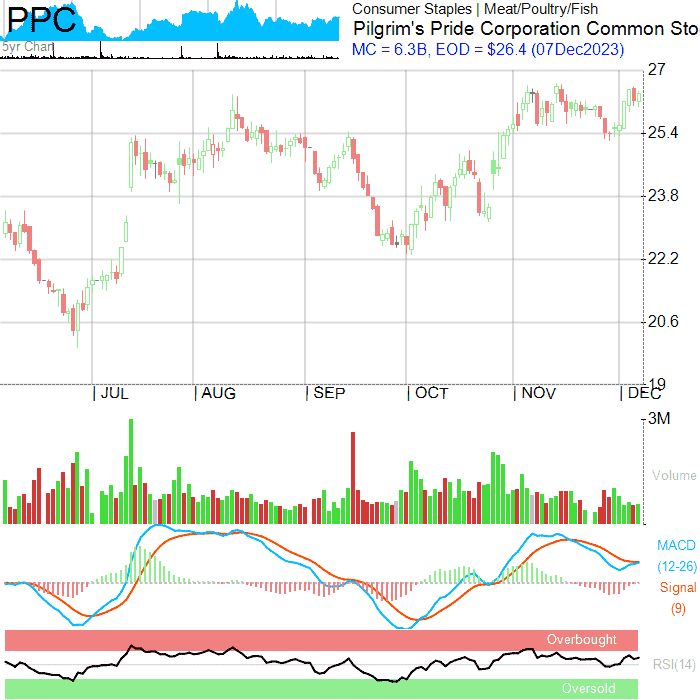 PPC
5yr Chart
Consumer Staples | Meat/Poultry/Fish
Pilgrim's Pride Corporation Common Sto
MC = 6.3B, EOD = $26.4 (07Dec2023)
27
25.4
23.8
22.2
20.6
19
JUL AUG SEP OCT NOV DEC
3M
Volume
MACD
(12-26)
Signal
(9)
Overbought
RSI(14)
Oversold